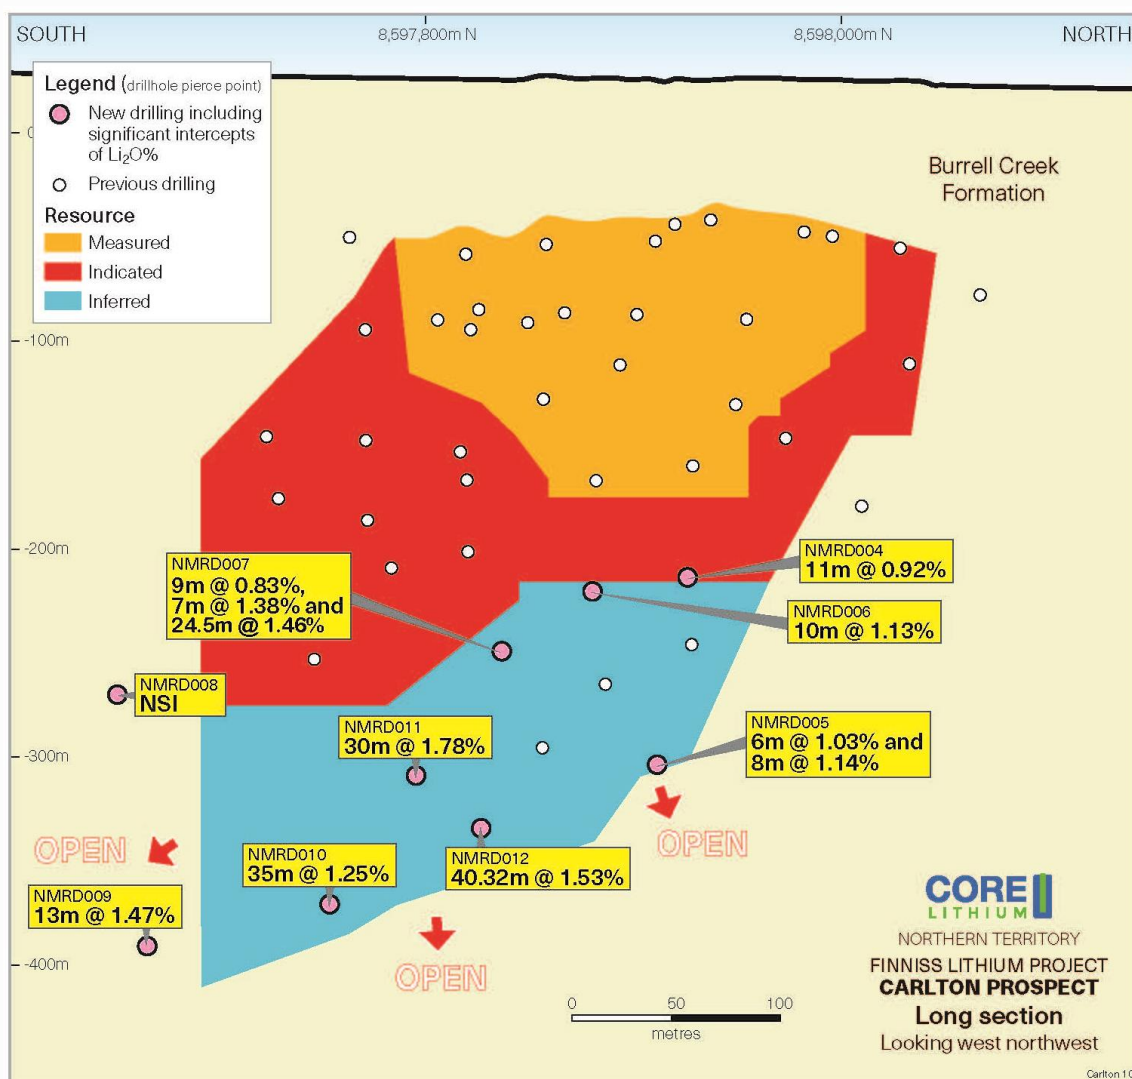 SOUTH
8,597,800m N
8,598,000m N
NORTH
Legend (drillhole pierce point)
New drilling including
significant intercepts
of Li₂O%
Previous drilling
Resource
Measured
Indicated
Inferred
Burrell Creek
Formation
-100m
-200m
-300m
-400m
NMRD007
9m @ 0.83%,
7m @ 1.38% and
24.5m @ 1.46%
NMRD004
11m @ 0.92%
NMRD006
10m @ 1.13%
NMRD008
NSI
NMRD011
30m @ 1.78%
NMRD005
6m @ 1.03% and
8m @ 1.14%
OPEN
OPEN
NMRD010
35m @ 1.25%
NMRD012
40.32m @ 1.53%
NMRD009
13m @ 1.47%
OPEN
0 50 100
metres
CORE
LITHIUM
NORTHERN TERRITORY
FINNISS LITHIUM PROJECT
CARLTON PROSPECT
Long section
Looking west northwest